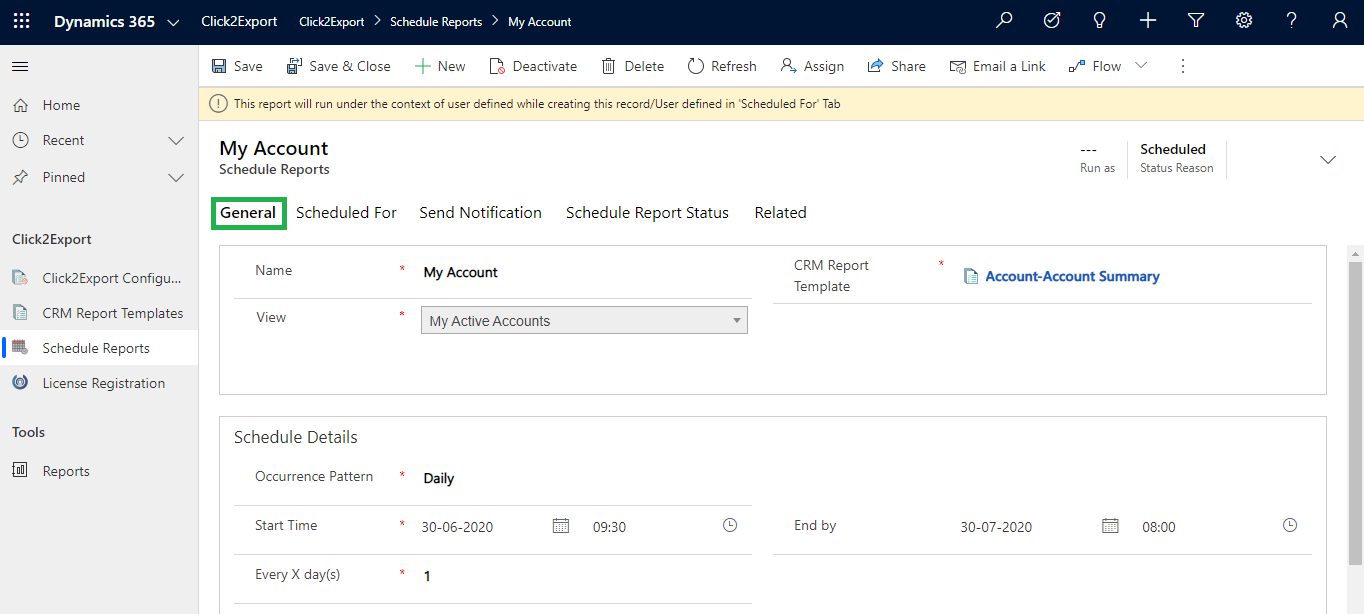 Dynamics 365 Click2Export Click2Export > Schedule Reports > My Account
Save Save & Close New Deactivate Delete Refresh Assign Share Email a Link Flow
This report will run under the context of user defined while creating this record/User defined in 'Scheduled For' Tab
Home
Recent
Pinned
Click2Export
Click2Export Configu...
CRM Report Templates
Schedule Reports
License Registration
Tools
Reports
My Account
Schedule Reports
---
Run as
Scheduled
Status Reason
General Scheduled For Send Notification Schedule Report Status Related
Name * My Account
CRM Report
Template
* Account-Account Summary
View * My Active Accounts
Schedule Details
Occurrence Pattern * Daily
Start Time * 30-06-2020 09:30 End by 30-07-2020 08:00
Every X day(s) * 1